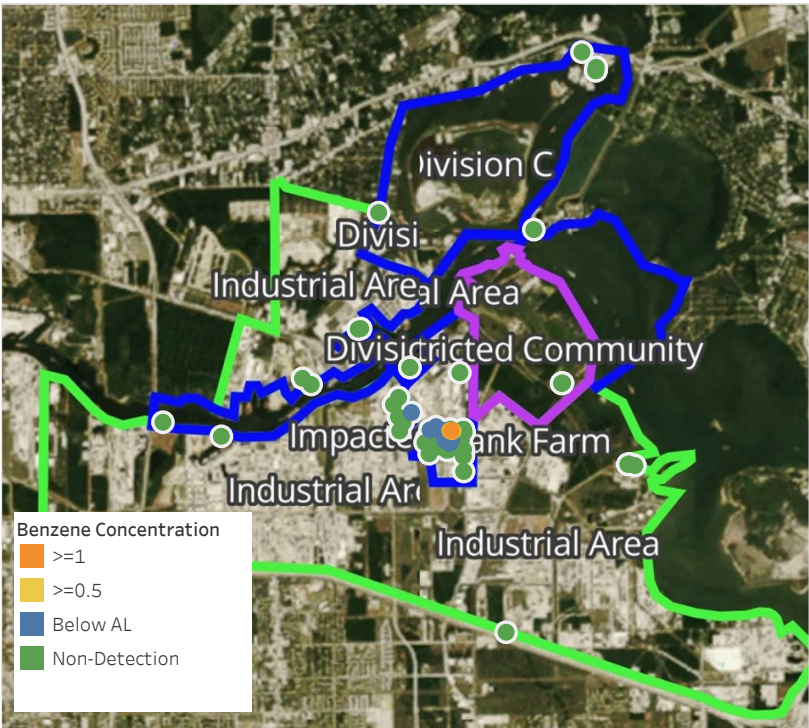 Division C
Divisi
Industrial Area
al Area
Divisi
tricted Community
Impacte
ank Farm
Industrial Are
Industrial Area
Benzene Concentration
>=1
>=0.5
Below AL
Non-Detection